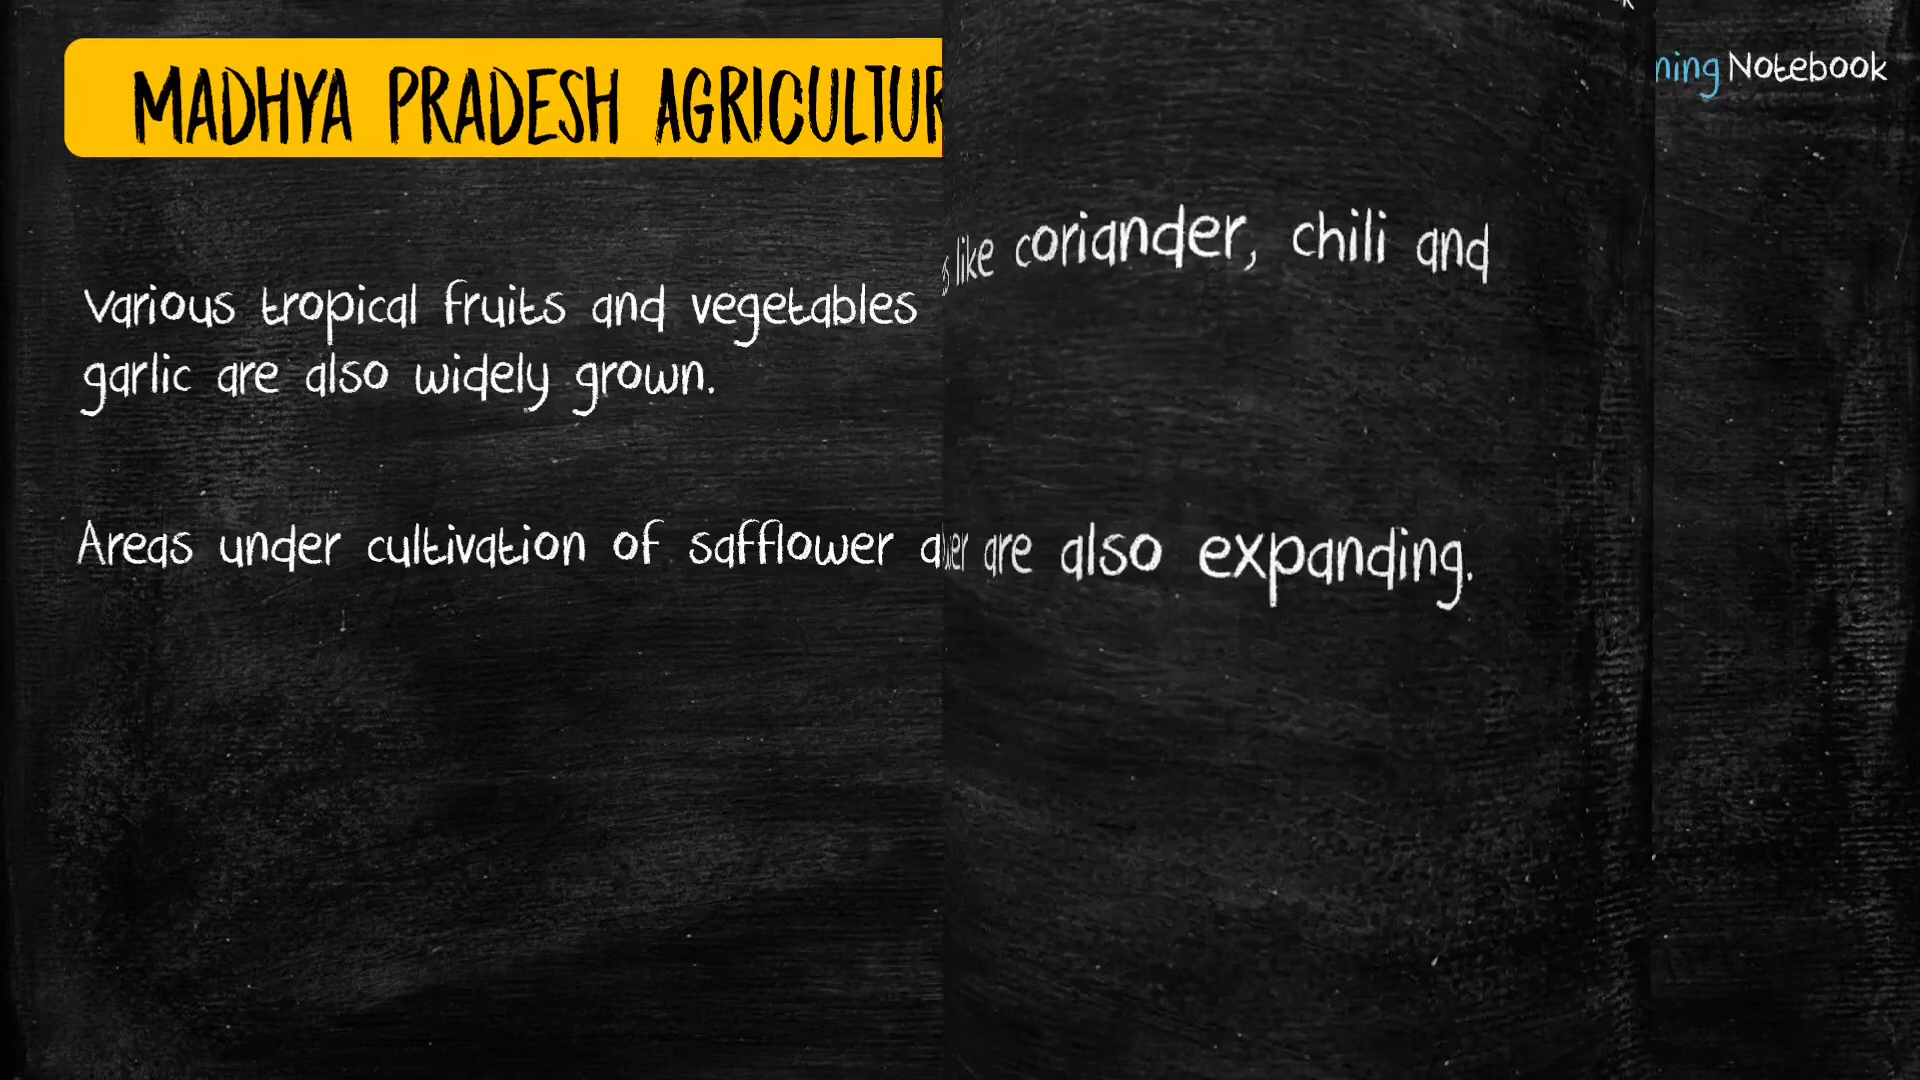 MADHYA PRADESH AGRICULTUR
ning Notebook
Various tropical fruits and vegetables
like coriander, chili and
garlic are also widely grown.
Areas under cultivation of safflower a
are also expanding.